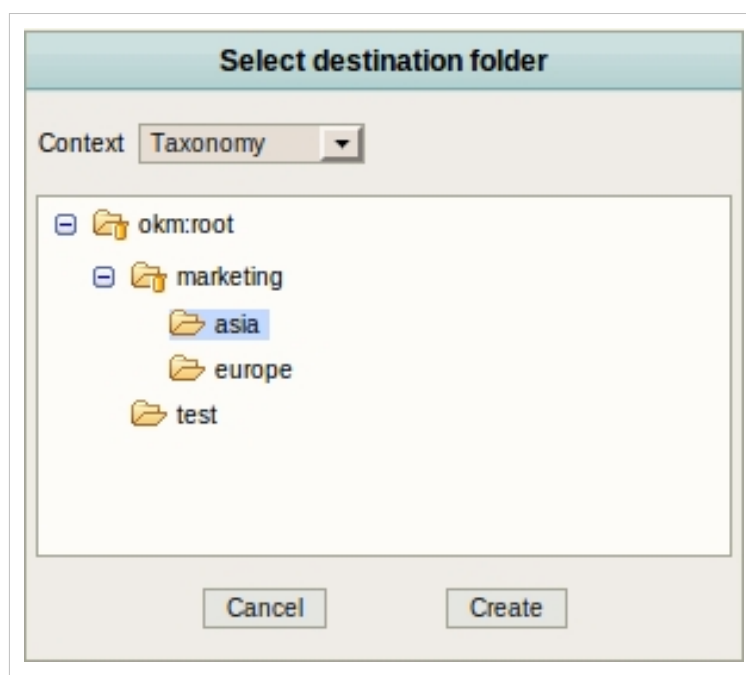 Select destination folder
Context Taxonomy
okm:root
marketing
asia
europe
test
Cancel Create